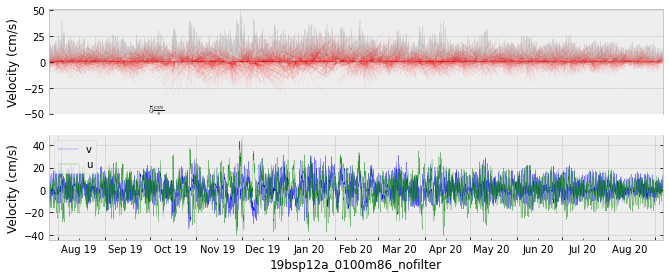 50
25
0
−25
−50
Velocity (cm/s)
5 cm/s
40
20
0
−20
−40
Velocity (cm/s)
v
u
Aug 19 Sep 19 Oct 19 Nov 19 Dec 19 Jan 20 Feb 20 Mar 20 Apr 20 May 20 Jun 20 Jul 20 Aug 20
19bsp12a_0100m86_nofilter